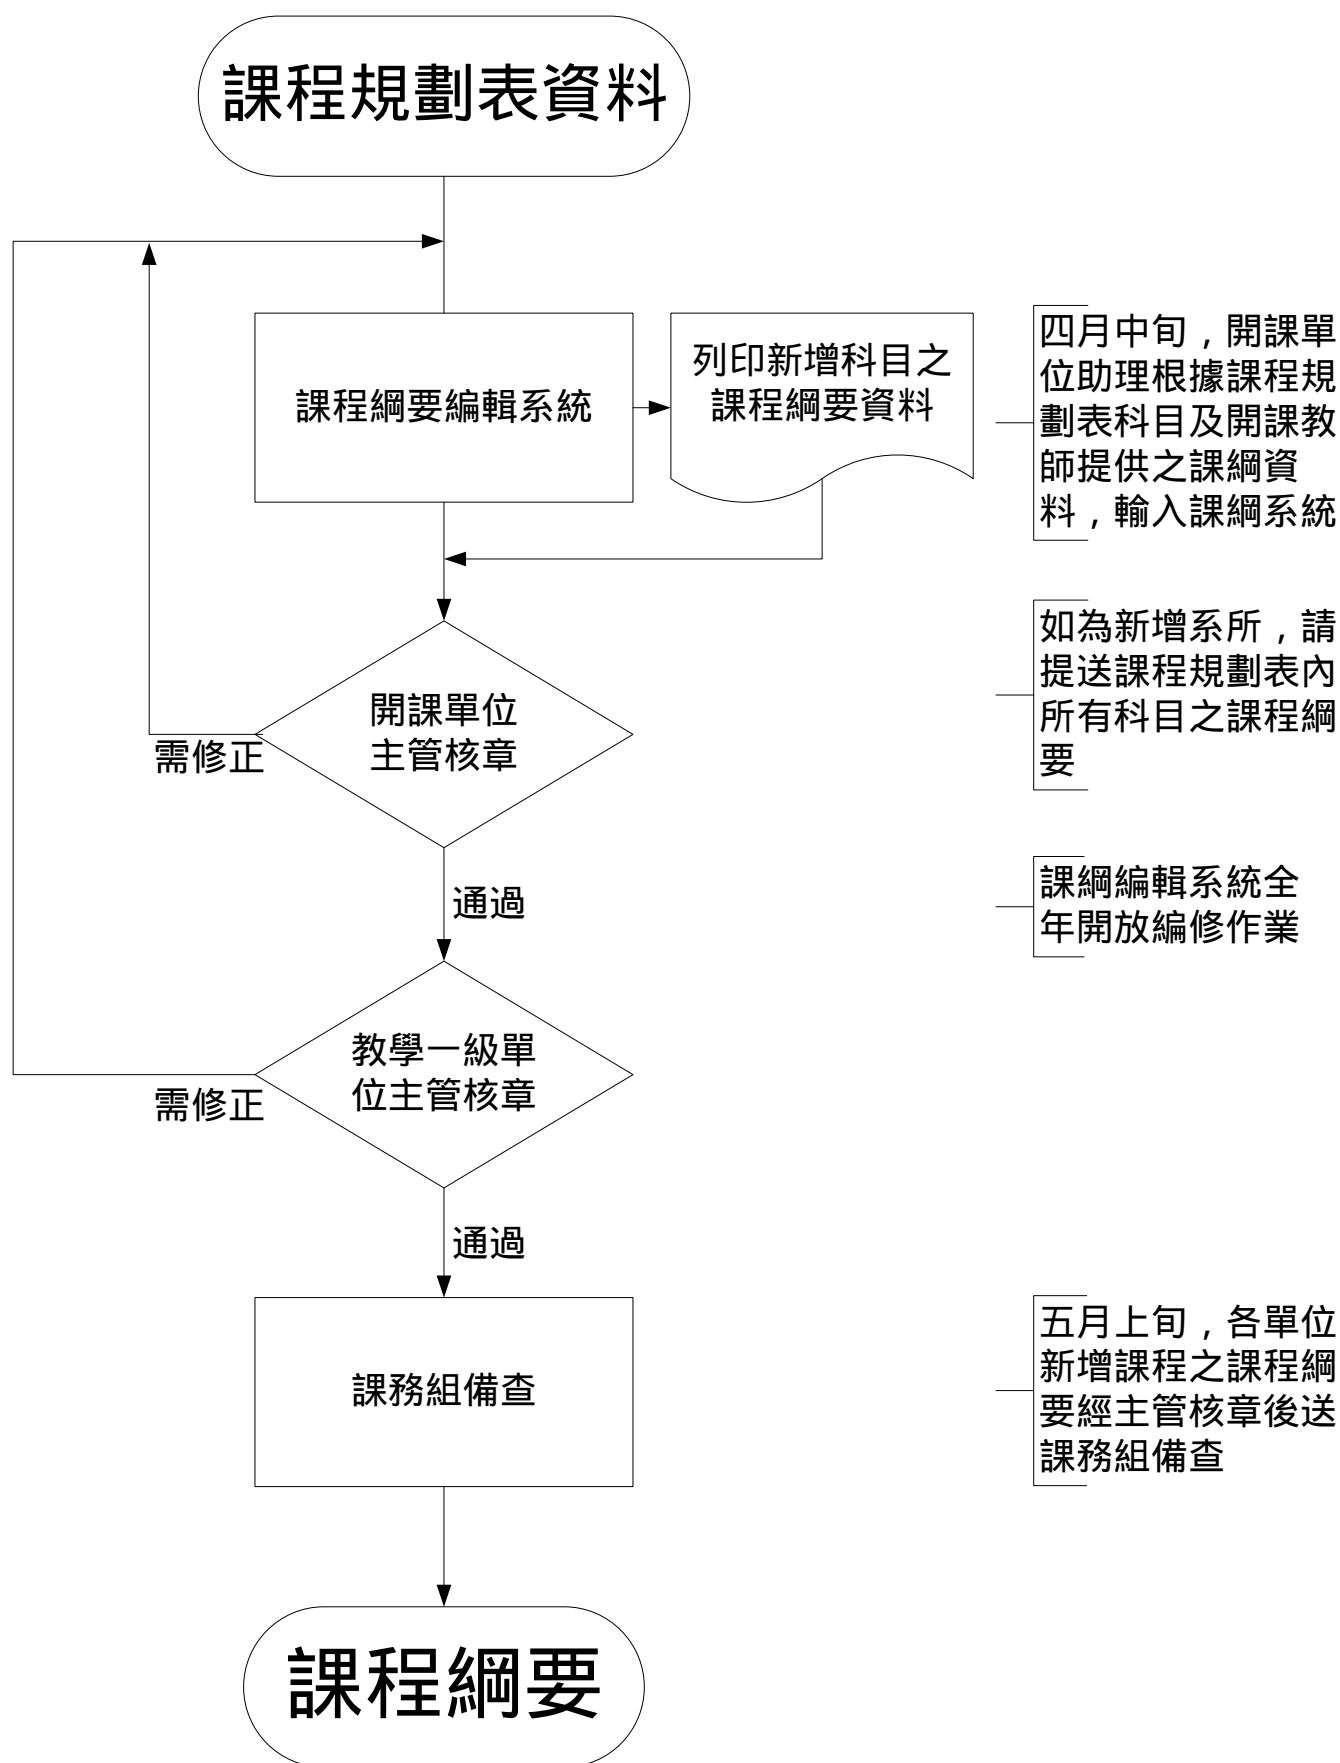 課程規劃表資料
課程綱要編輯系統
列印新增科目之
課程綱要資料
四月中旬，開課單
位助理根據課程規
劃表科目及開課教
師提供之課綱資
料，輸入課綱系統
開課單位
主管核章
需修正
如為新增系所，請
提送課程規劃表內
所有科目之課程綱
要
通過
課綱編輯系統全
年開放編修作業
教學一級單
位主管核章
需修正
通過
課務組備查
五月上旬，各單位
新增課程之課程綱
要經主管核章後送
課務組備查
課程綱要